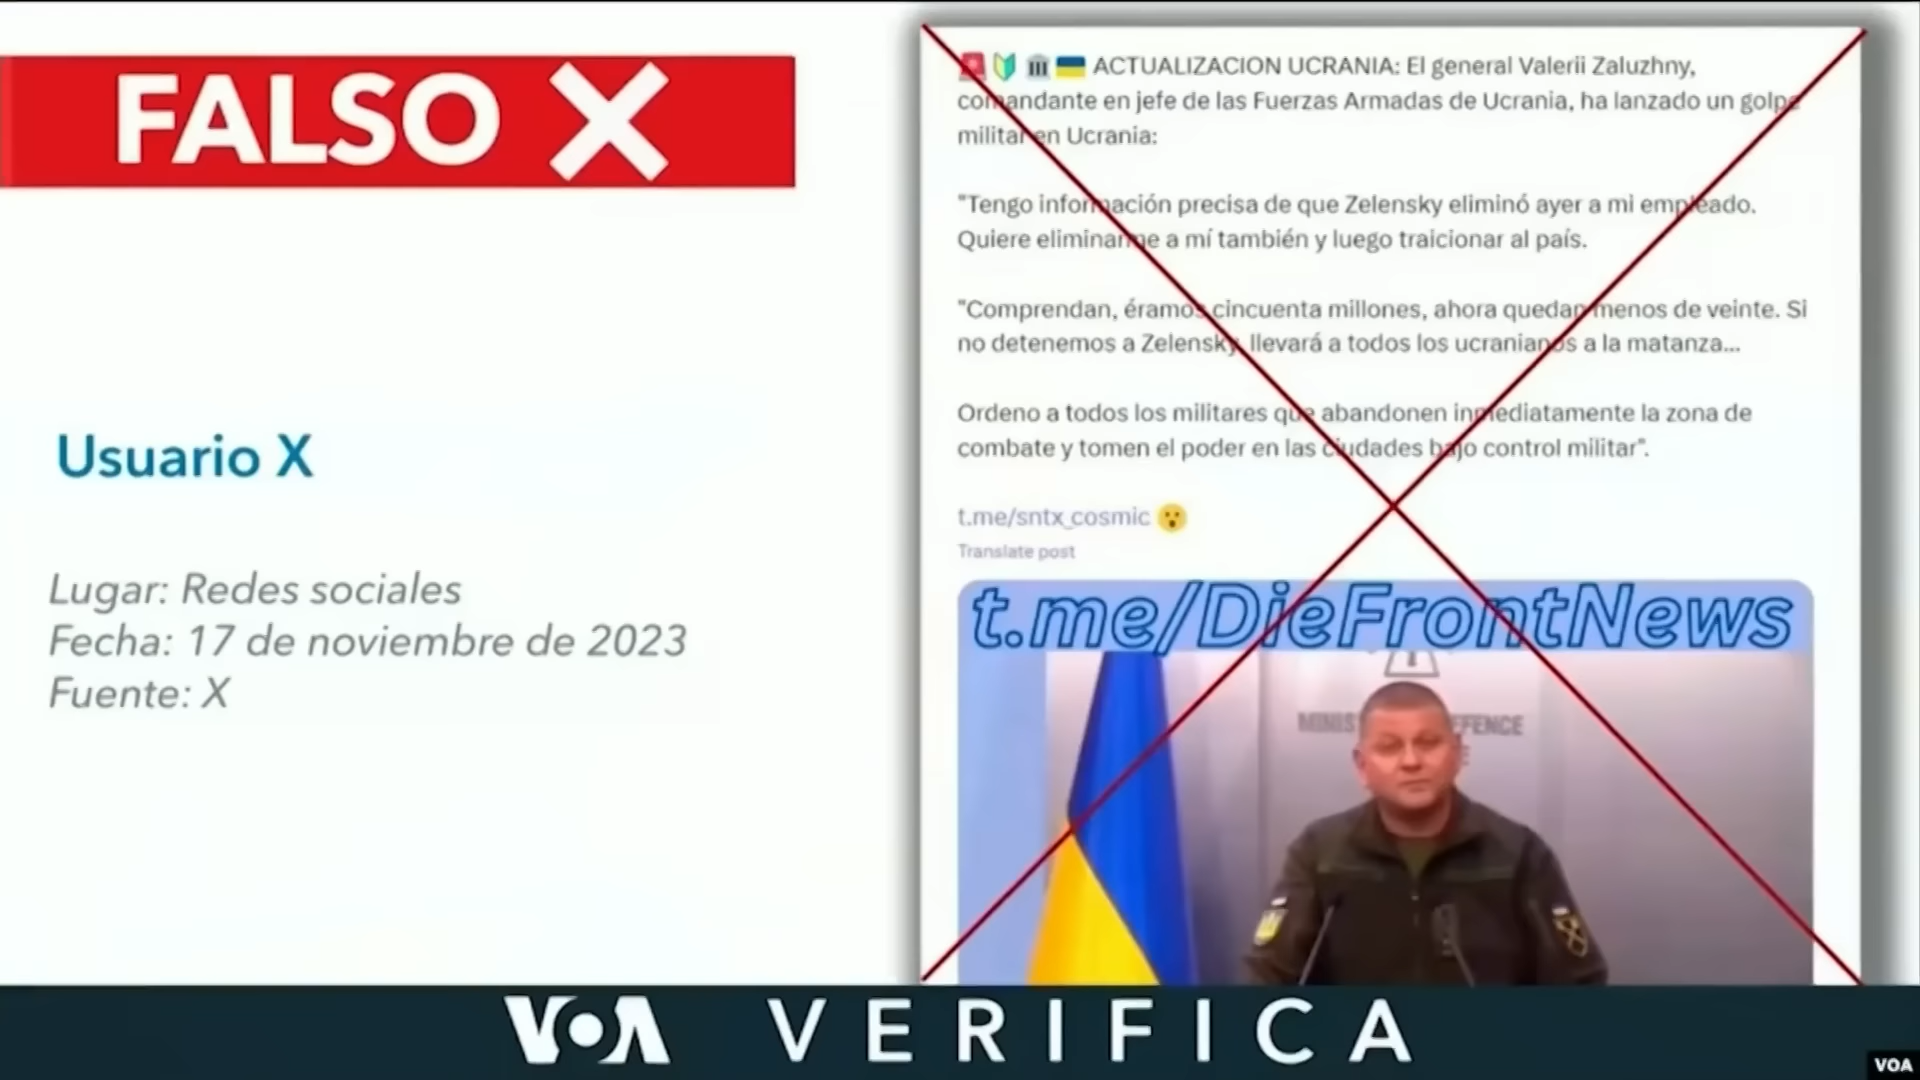 FALSO X
Usuario X
Lugar: Redes sociales
Fecha: 17 de noviembre de 2023
Fuente: X
ACTUALIZACION UCRANIA: El general Valerii Zaluzhny,
comandante en jefe de las Fuerzas Armadas de Ucrania, ha lanzado un golpe
militar en Ucrania:
"Tengo información precisa de que Zelensky eliminó ayer a mi empleado.
Quiere eliminarme a mí también y luego traicionar al país.
"Comprendan, éramos cincuenta millones, ahora quedan menos de veinte. Si
no detenemos a Zelensky, llevará a todos los ucranianos a la matanza...
Ordeno a todos los militares que abandonen inmediatamente la zona de
combate y tomen el poder en las ciudades bajo control militar".
t.me/sntx_cosmic
Translate post
t.me/DieFrontNews
VOA VERIFICA
VOA